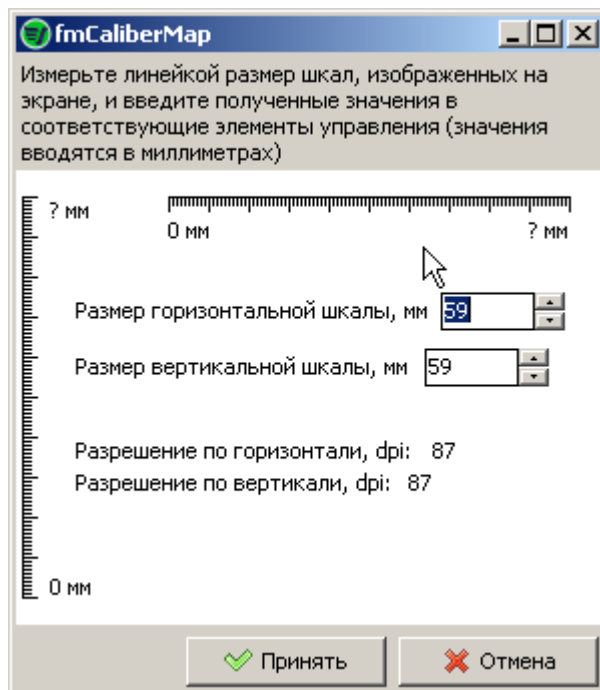 fmCaliberMap
Измерьте линейкой размер шкал, изображенных на
экране, и введите полученные значения в
соответствующие элементы управления (значения
вводятся в миллиметрах)
? мм
0 мм ? мм
Размер горизонтальной шкалы, мм 59
Размер вертикальной шкалы, мм 59
Разрешение по горизонтали, dpi: 87
Разрешение по вертикали, dpi: 87
0 мм
Принять Отмена